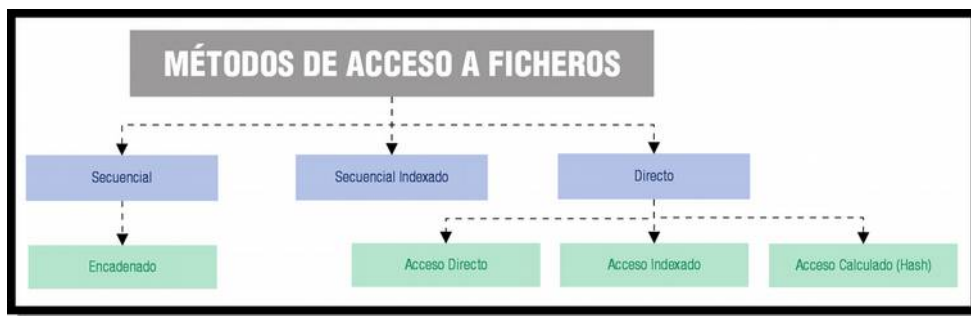 MÉTODOS DE ACCESO A FICHEROS
Secuencial
Secuencial Indexado
Directo
Encadenado
Acceso Directo
Acceso Indexado
Acceso Calculado (Hash)